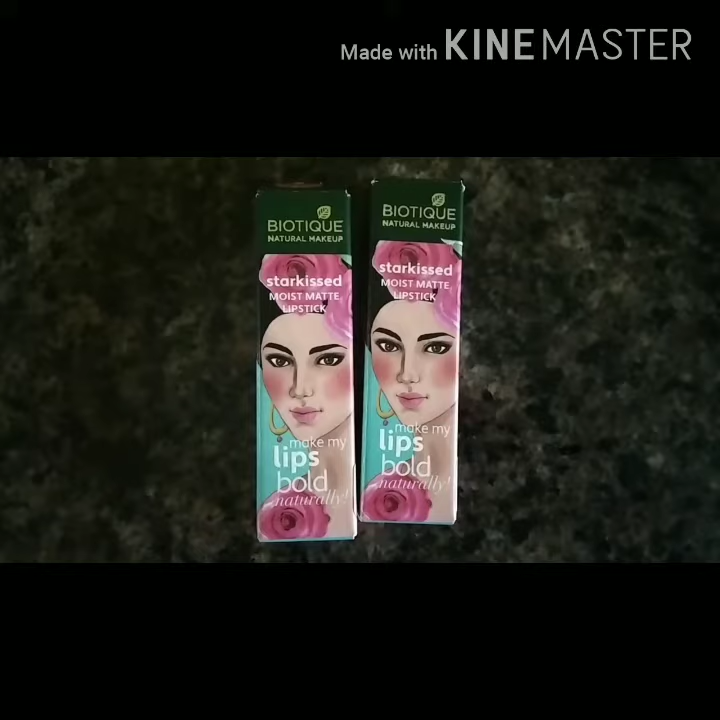 Made with KINEMASTER
BIOTIQUE
NATURAL MAKEUP
starkissed
MOIST MATTE
LIPSTICK
make my
lips
bold
naturally!
BIOTIQUE
NATURAL MAKEUP
starkissed
MOIST MATTE
LIPSTICK
make my
lips
bold
naturally!